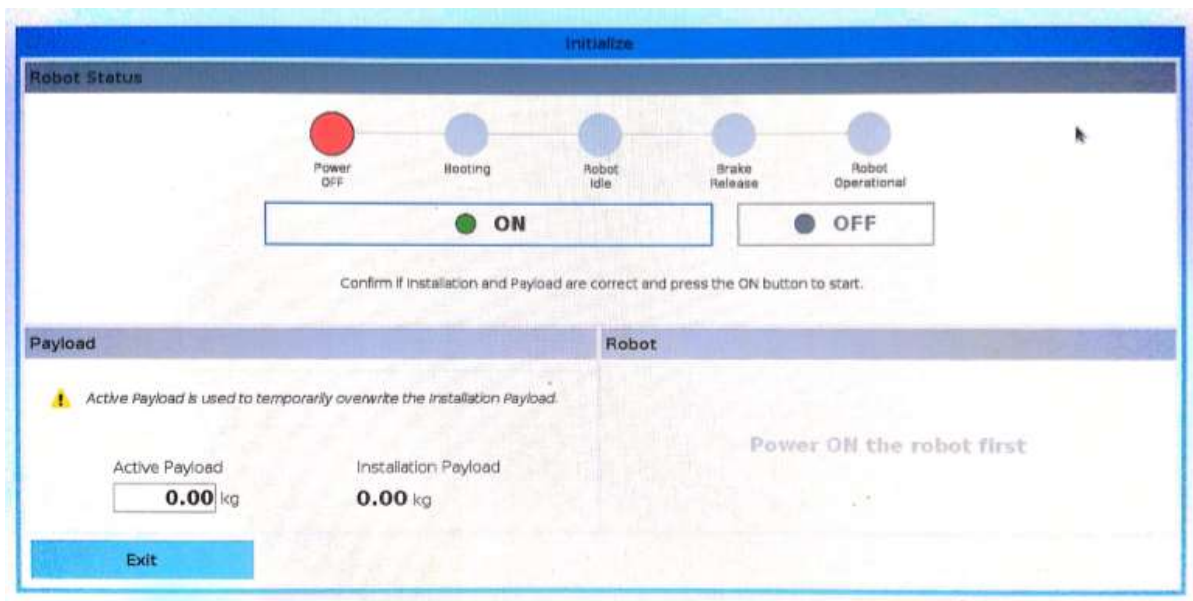 Initialize
Robot Status
Power OFF
Booting
Robot Idle
Brake Release
Robot Operational
ON
OFF
Confirm if Installation and Payload are correct and press the ON button to start.
Payload
Robot
Active Payload is used to temporarily overwrite the Installation Payload.
Power ON the robot first
Active Payload
Installation Payload
0.00 kg
0.00 kg
Exit